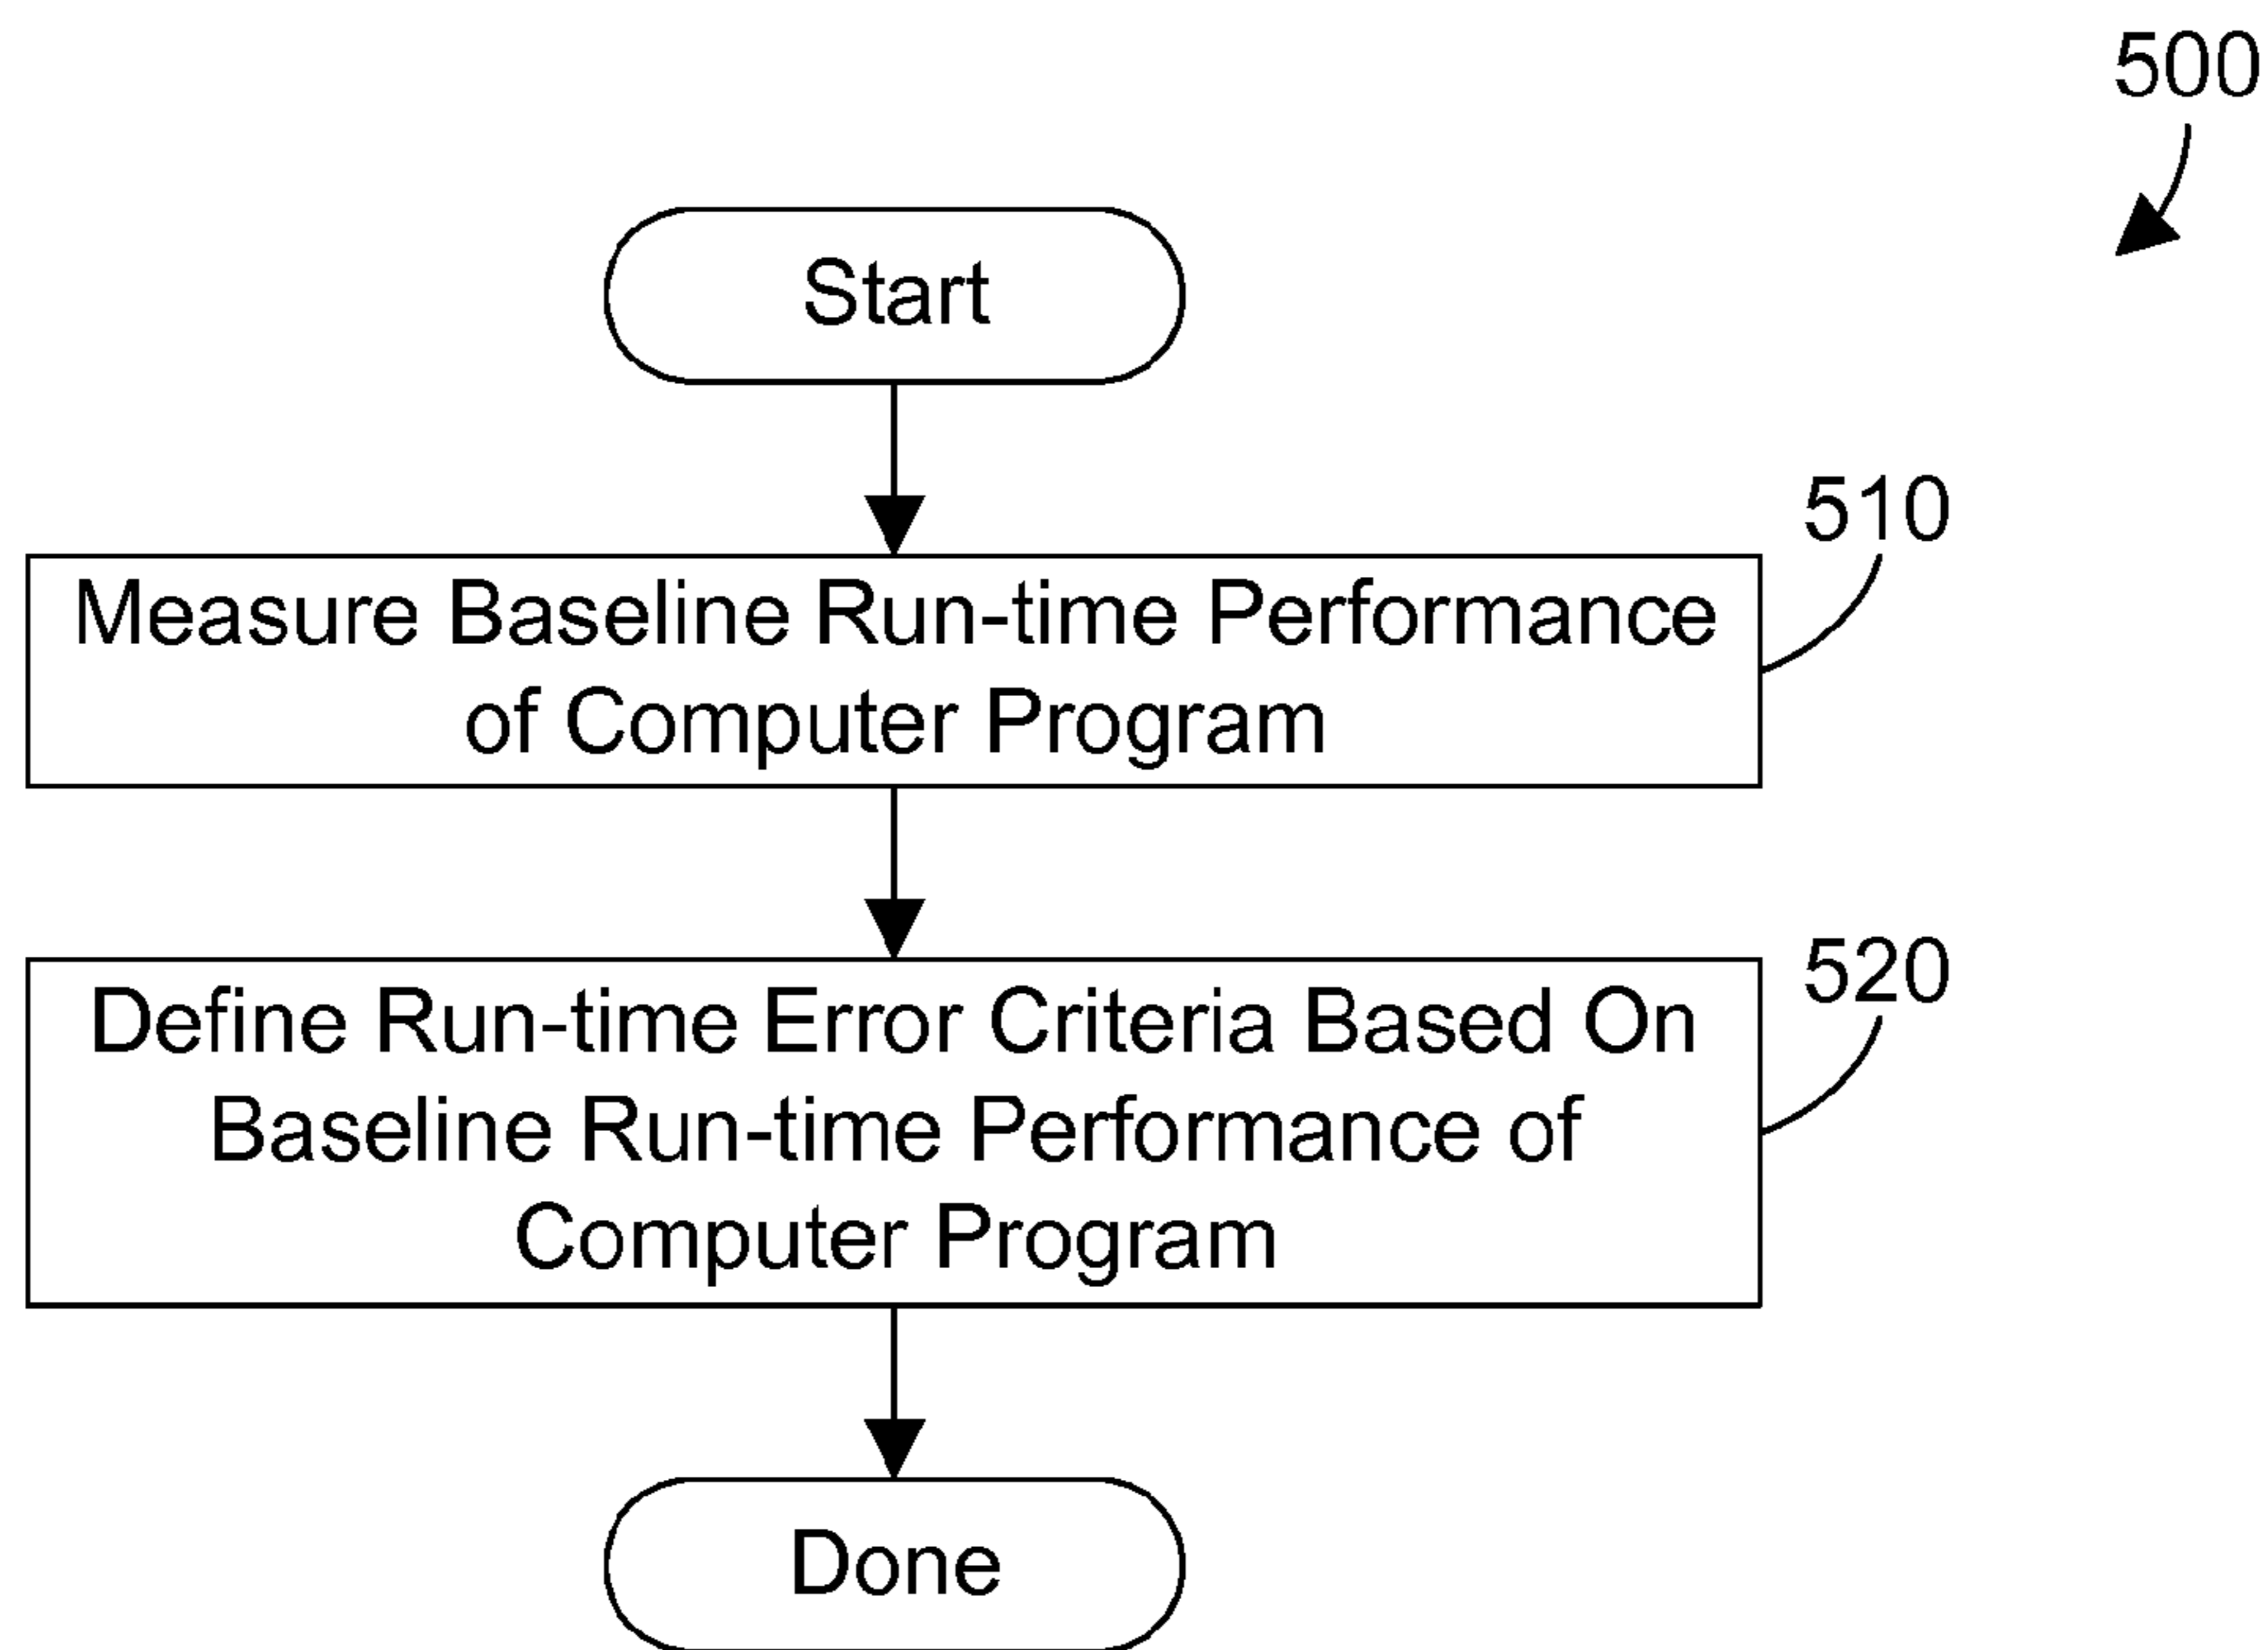 500
Start
510
Measure Baseline Run-time Performance
of Computer Program
520
Define Run-time Error Criteria Based On
Baseline Run-time Performance of
Computer Program
Done